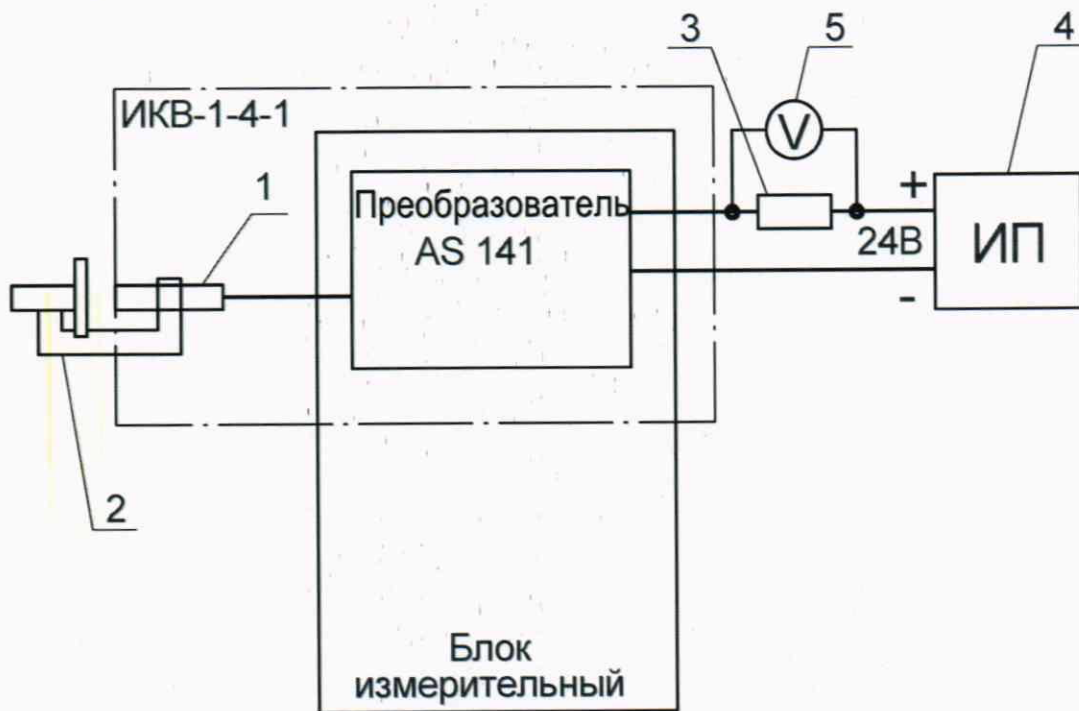 3
5
4
ИКВ-1-4-1
1
Преобразователь
AS 141
V
+
24В
-
ИП
2
Блок
измерительный